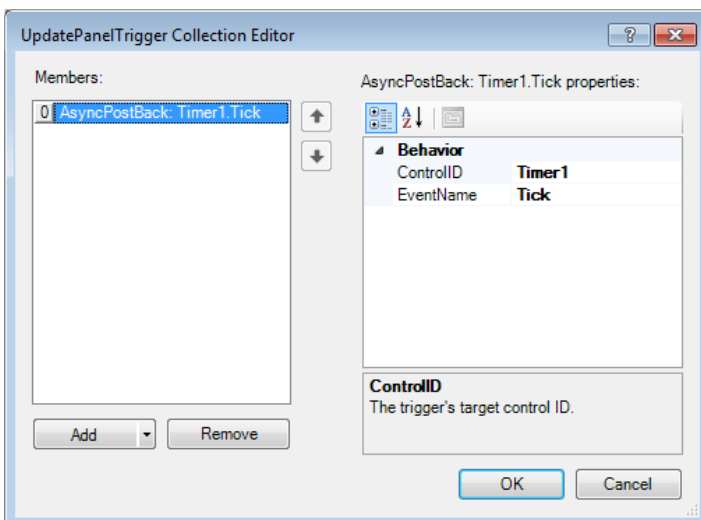 UpdatePanelTrigger Collection Editor
?
Members:
0 AsyncPostBack: Timer1.Tick
Add
Remove
AsyncPostBack: Timer1.Tick properties:
A
Z
Behavior
ControlID Timer1
EventName Tick
ControlID
The trigger's target control ID.
OK
Cancel